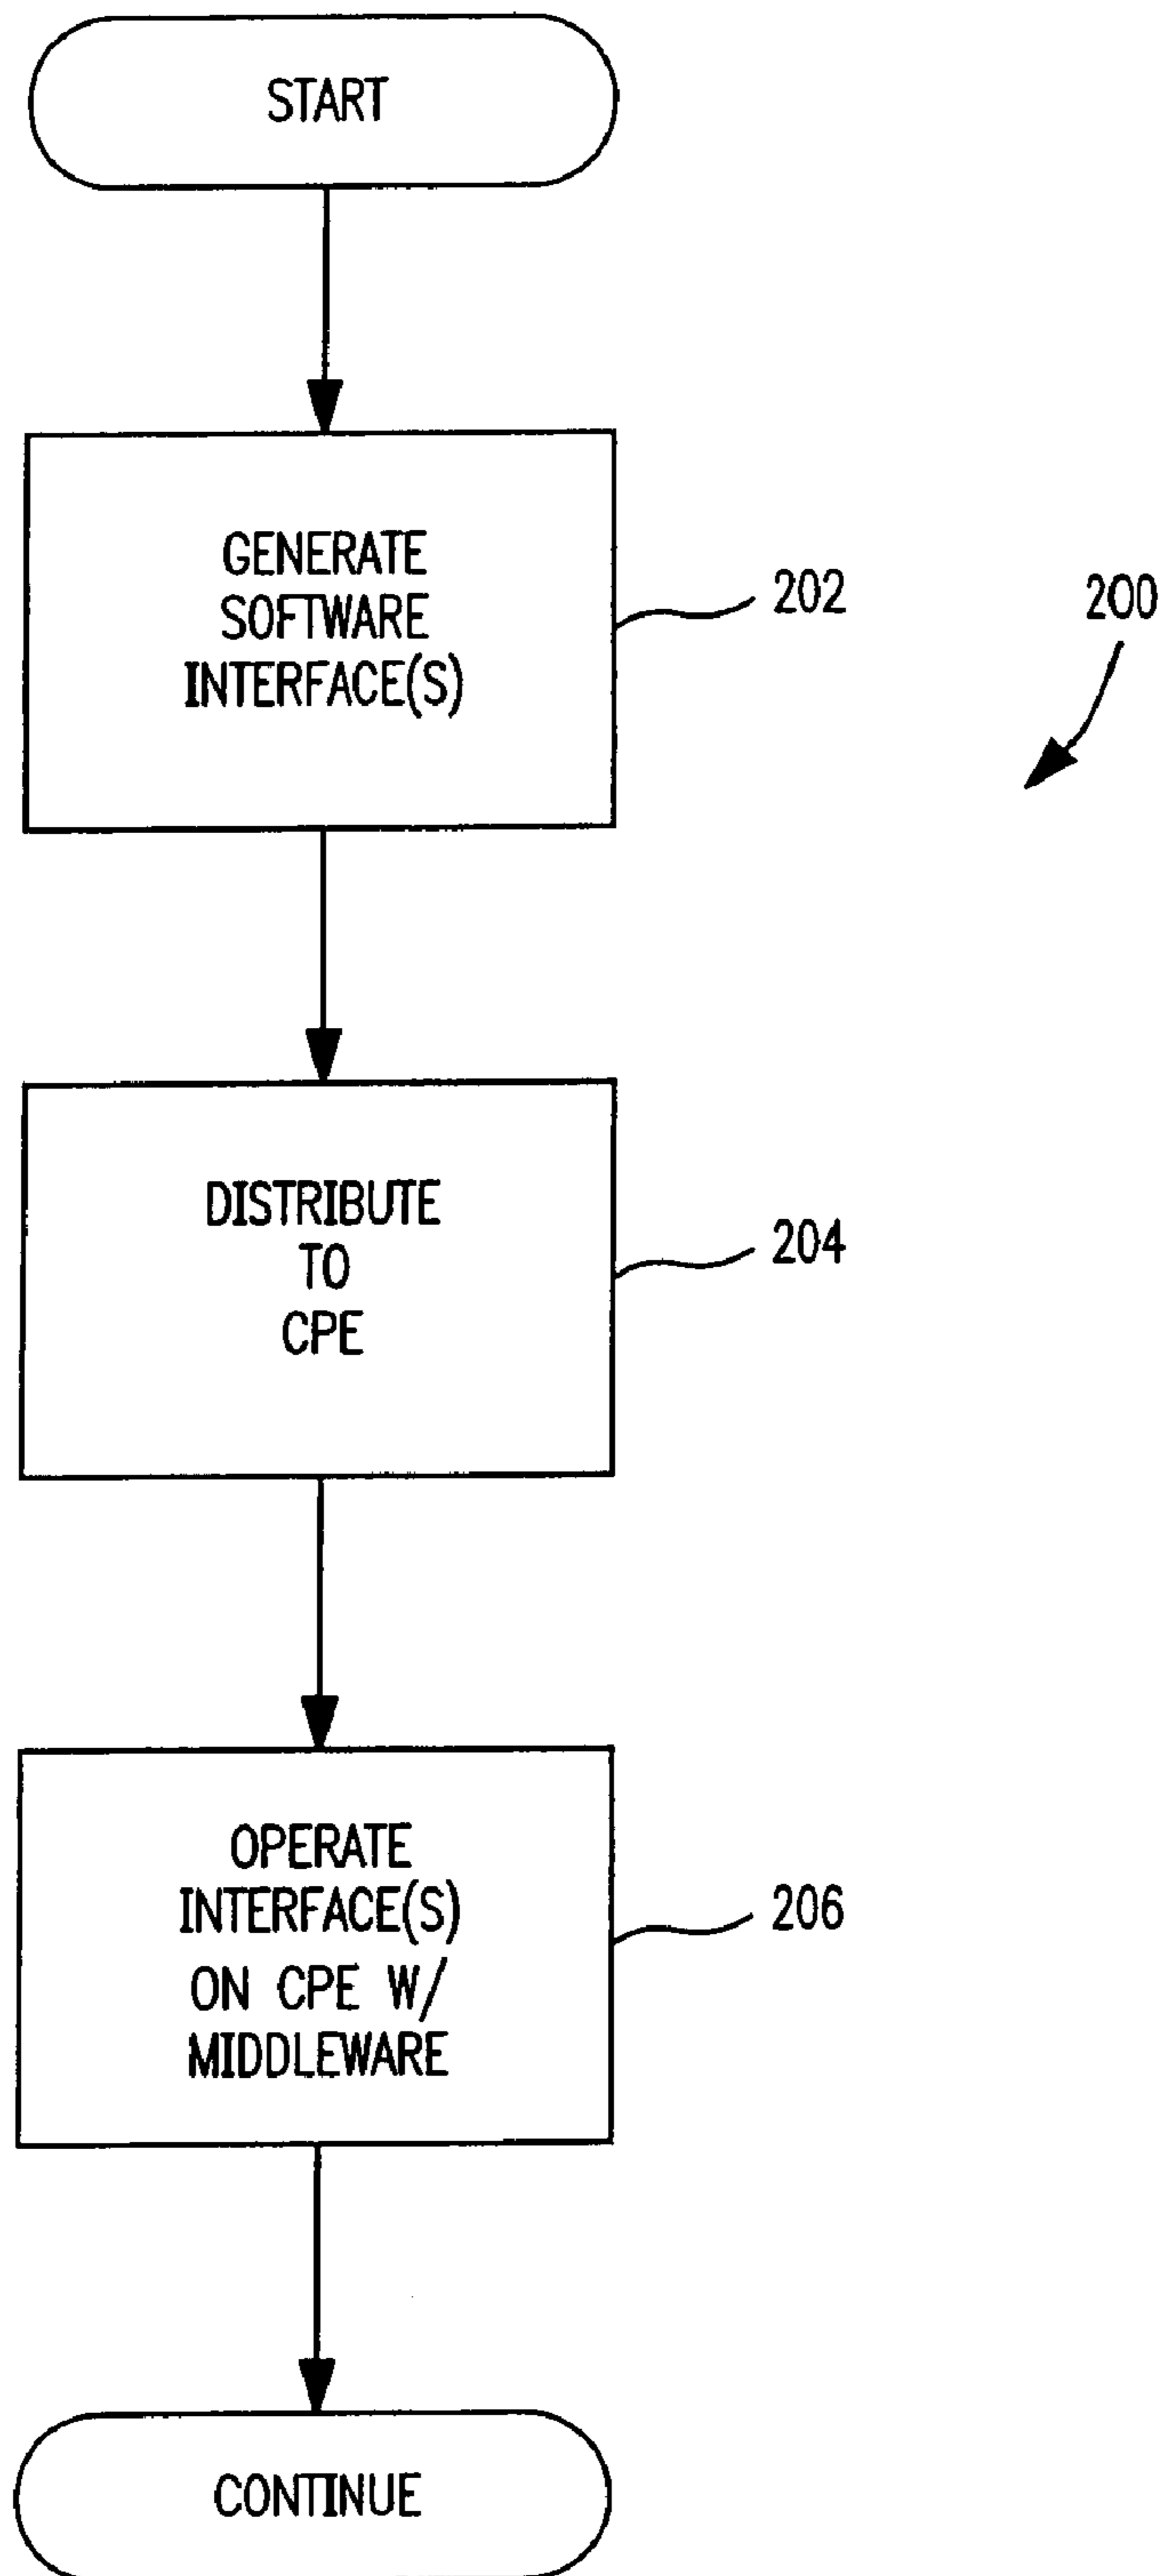 START
GENERATE
SOFTWARE
INTERFACE(S)
202
200
DISTRIBUTE
TO
CPE
204
OPERATE
INTERFACE(S)
ON CPE W/
MIDDLEWARE
206
CONTINUE